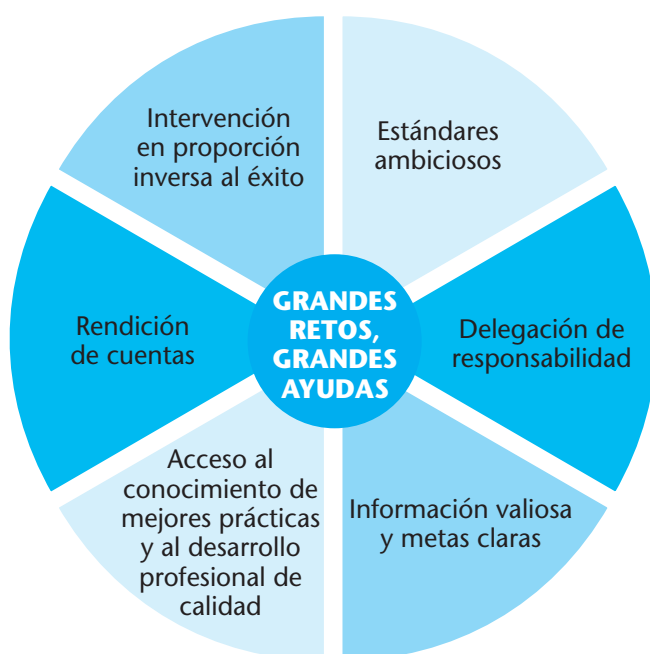 Intervención
en proporción
inversa al éxito
Estándares
ambiciosos
Rendición
de cuentas
GRANDES
RETOS,
GRANDES
AYUDAS
Delegación de
responsabilidad
Acceso al
conocimiento de
mejores prácticas
y al desarrollo
profesional de
calidad
Información valiosa
y metas claras